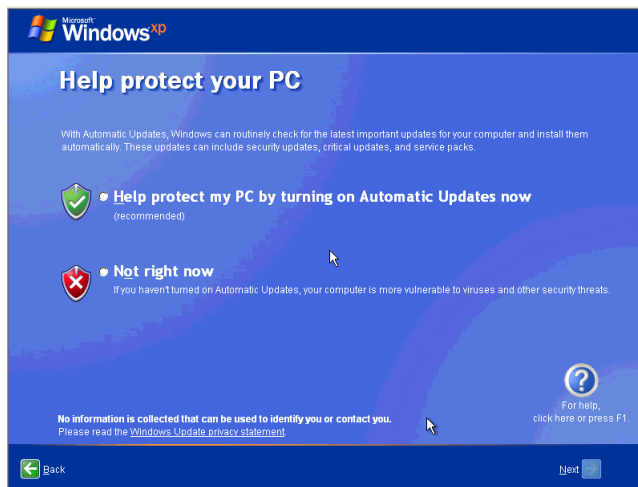 Microsoft
Windows xp
Help protect your PC
With Automatic Updates, Windows can routinely check for the latest important updates for your computer and install them
automatically. These updates can include security updates, critical updates, and service packs.
Help protect my PC by turning on Automatic Updates now
(recommended)
Not right now
If you haven't turned on Automatic Updates, your computer is more vulnerable to viruses and other security threats.
For help,
click here or press F1.
No information is collected that can be used to identify you or contact you.
Please read the Windows Update privacy statement.
Back
Next